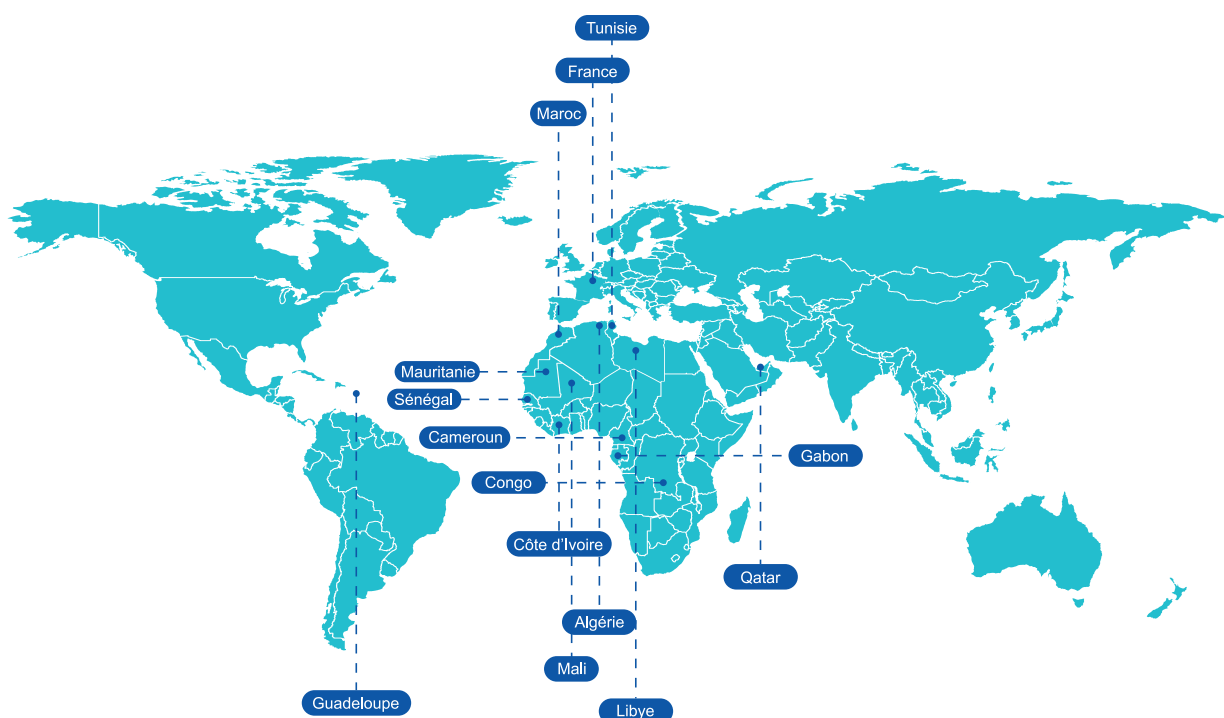 Tunisie
France
Maroc
Mauritanie
Sénégal
Cameroun
Gabon
Congo
Côte d'Ivoire
Qatar
Algérie
Mali
Guadeloupe
Libye